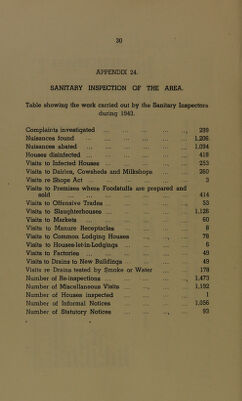 30
APPENDIX 24.
SANITARY INSPECTION OF THE AREA.
Table showing the work carried out by the Sanitary Inspectors
during 1943.
Complaints investigated ... ... ... ... ... 299
Nuisances found ... ... ... ... ... 1,206
Nuisances abated ... ... ... ... ... 1,094
Houses disinfected ... ... ... ... ... 418
Visits to Infected Houses ... ... ... ... 253
Visits to Dairies, Cowsheds and Milkshops 260
Visits re Shops Act ... ... ... ... ... 3
Visits to Premises where Foodstuffs are prepared and
sold ... ... ... ... ... 414
Visits to Offensive Trades ... ... ... ... 53
Visits to Slaughterhouses ... ... ... ... 1,128
Visits to Markets ... ... ... ... ... 60
Visits to Manure Receptacles ... ... ... 8
Visits to Common Lodging Houses ... ... ... 78
Visits to Houses-let-in-Lodgings ... ... ... 6
Visits to Factories ... ... ... ... ... 49
Visits to Drains to New Buildings ... ... ... 49
Visits re Drains tested by Smoke or Water ... 178
Number of Re-inspections ... ... ... ... 1,473
Number of Miscellaneous Visits ... ... ... 1,192
Number of Houses inspected ... ... ... 1
Number of Informal Notices ... ... ... 1,056
Number of Statutory Notices ... ... ... 93